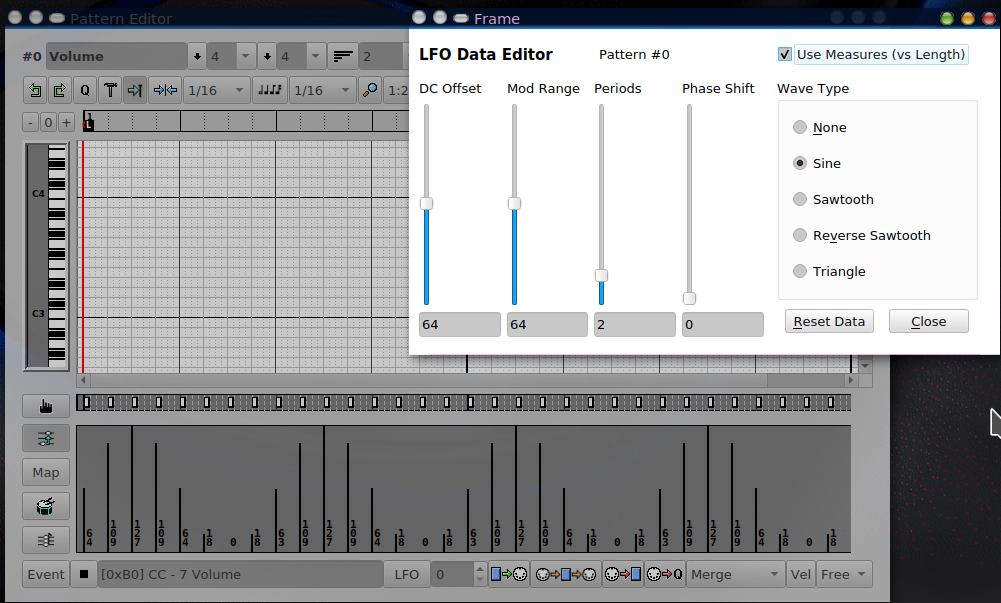 Pattern Editor
Frame
#0 Volume 4 4 2
LFO Data Editor Pattern #0 Use Measures (vs Length)
DC Offset Mod Range Periods Phase Shift Wave Type
Q T 1/16 1/16 1:2
- 0 +
1
L
None
Sine
Sawtooth
Reverse Sawtooth
Triangle
C4
C3
64 64 2 0 Reset Data Close
Map
64 109 127 109 64 18 0 18 63 109 127 109 64 18 0 18 63 109 127 109 64 18 0 18 63 109 127 109 64 18 0 18
Event [0xB0] CC - 7 Volume LFO 0 Q Merge Vel Free